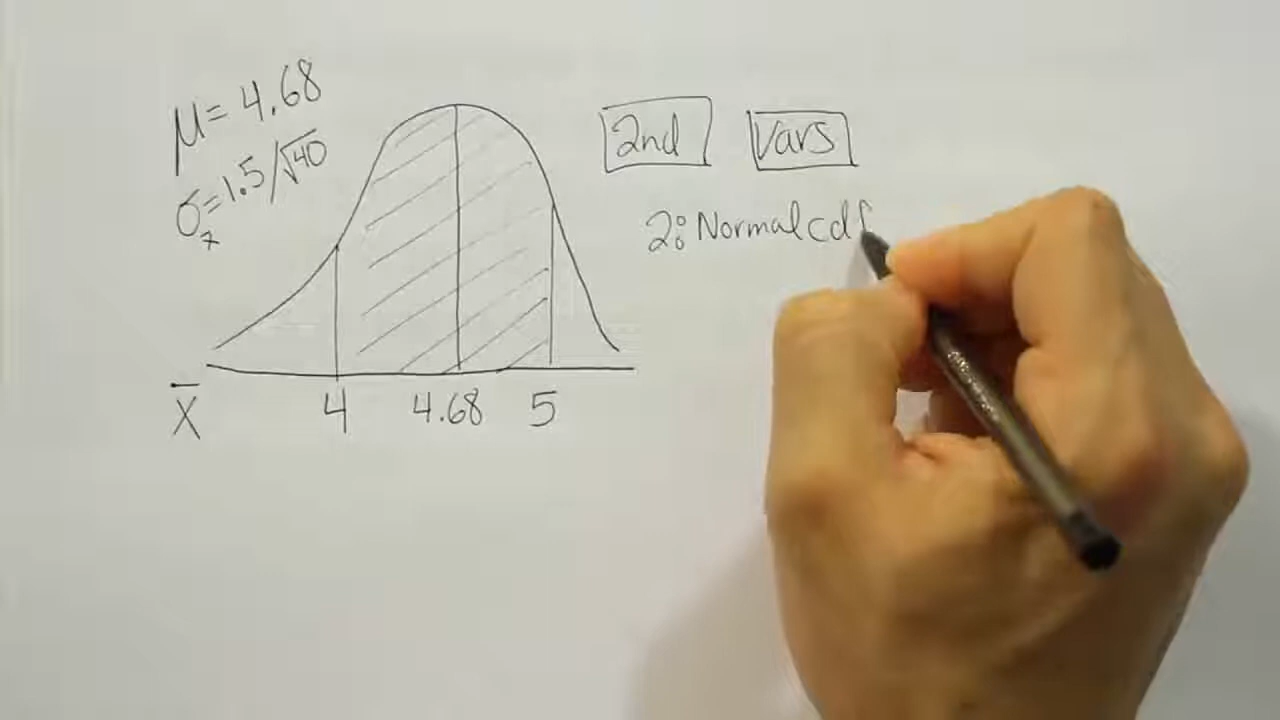 μ = 4.68
σx = 1.5/√40
2nd Vars
2: Normalcdf
X̄ 4 4.68 5